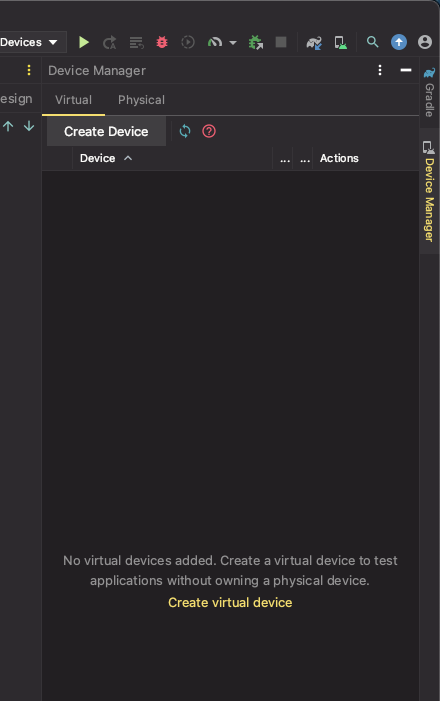 Devices
Device Manager
esign
Virtual
Physical
Create Device
Device
...
...
Actions
No virtual devices added. Create a virtual device to test
applications without owning a physical device.
Create virtual device
Gradle
Device Manager